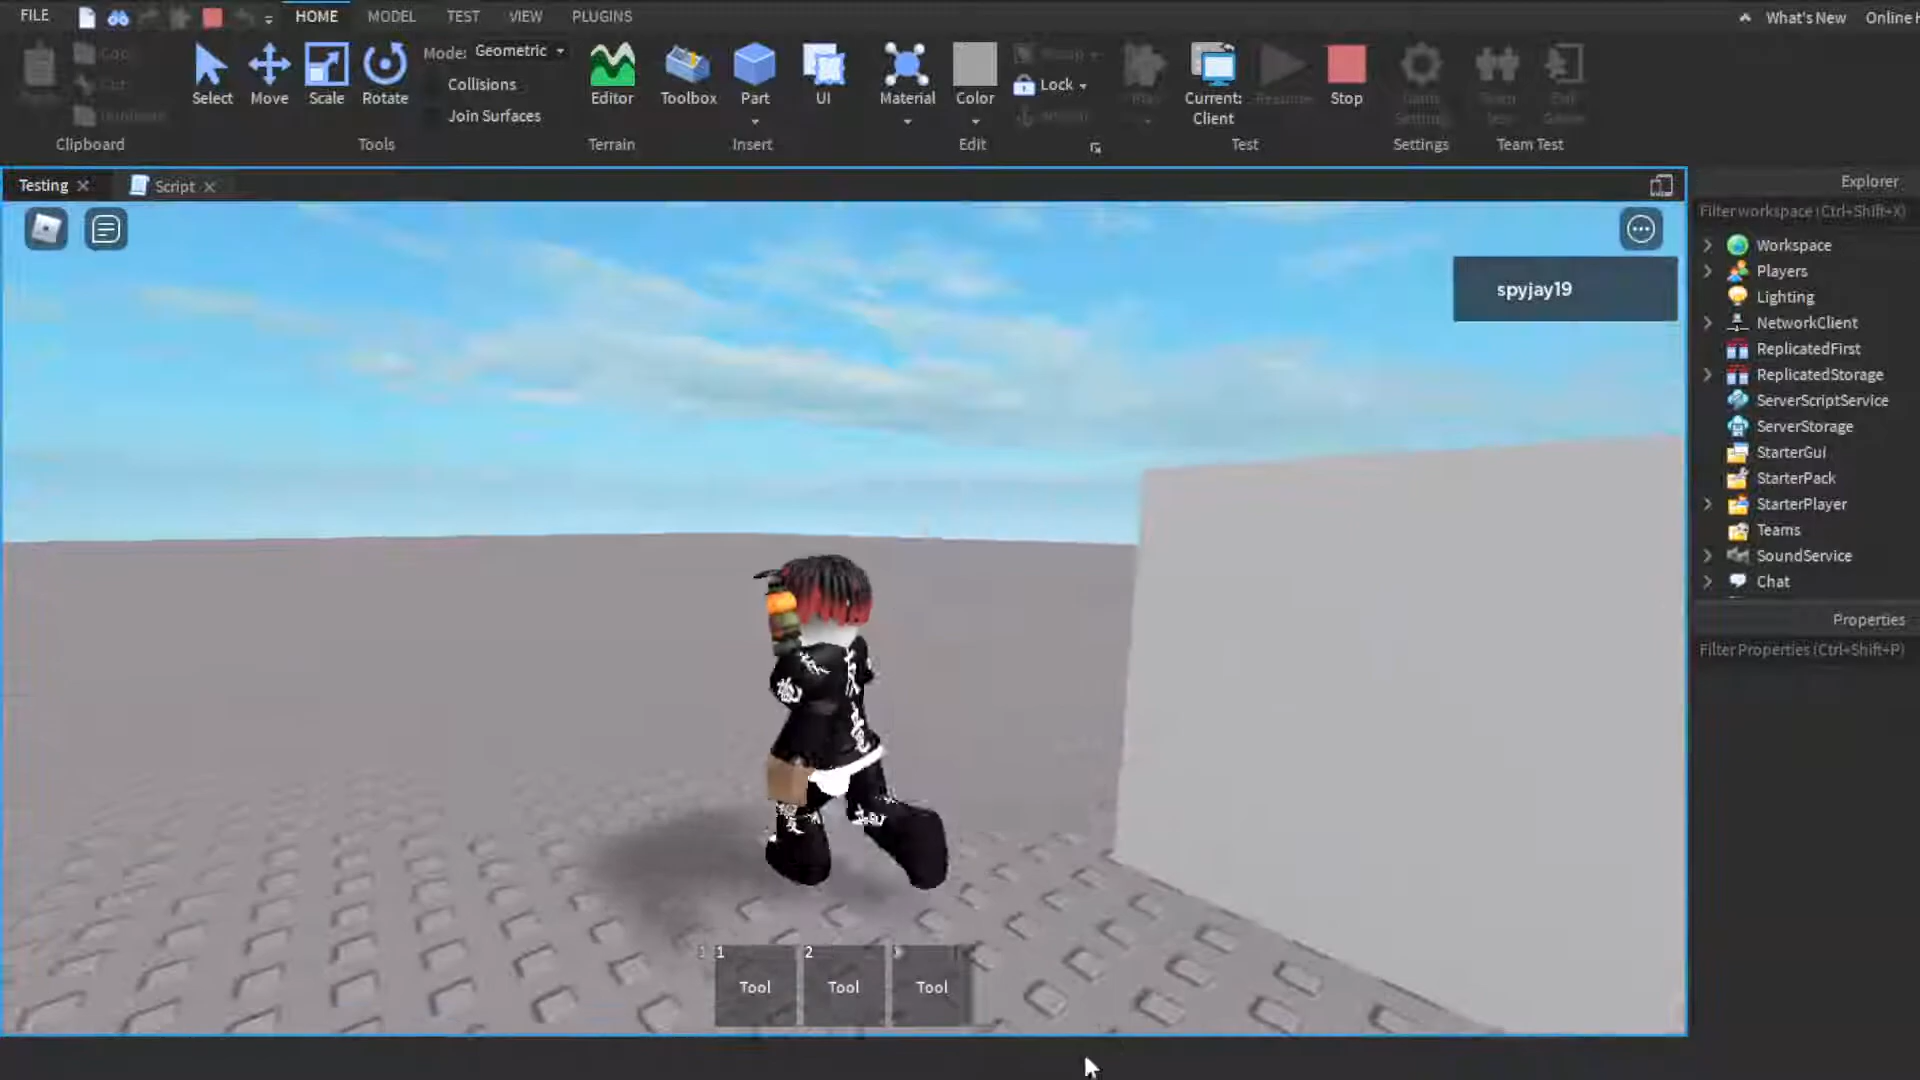 FILE HOME MODEL TEST VIEW PLUGINS What's New Online
Mode: Geometric
Collisions
Join Surfaces
Select Move Scale Rotate Editor Toolbox Part UI Material Color Lock Current: Client Resume Stop
Clipboard Tools Terrain Insert Edit Test Settings Team Test
Testing Script
Explorer
Filter workspace (Ctrl+Shift+X)
spyjay19
Workspace
Players
Lighting
NetworkClient
ReplicatedFirst
ReplicatedStorage
ServerScriptService
ServerStorage
StarterGui
StarterPack
StarterPlayer
Teams
SoundService
Chat
Properties
Filter Properties (Ctrl+Shift+P)
1 2
Tool Tool Tool